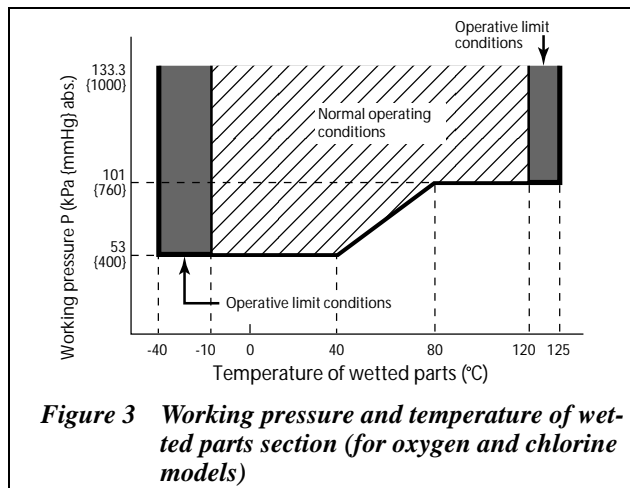 Operative limit
conditions
133.3
{1000}
Normal operating
conditions
101
{760}
53
{400}
Working pressure P (kPa {mmHg} abs.)
Operative limit conditions
-40 -10 0 40 80 120 125
Temperature of wetted parts (°C)
Figure 3 Working pressure and temperature of wet-
ted parts section (for oxygen and chlorine
models)